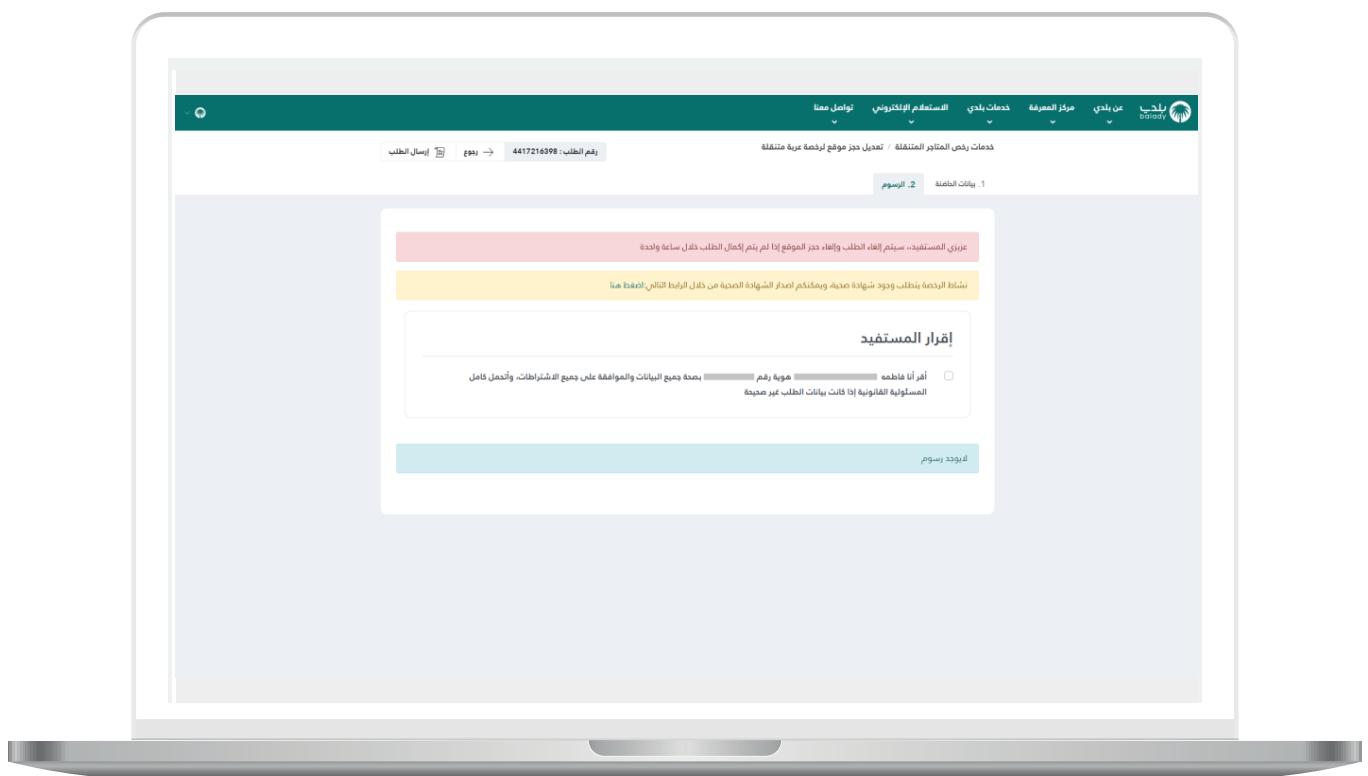 بلدي
balady
عن بلدي
مركز المعرفة
خدمات بلدي
الاستعلام الإلكتروني
تواصل معنا
خدمات رخص المتاجر المتنقلة / تعديل حجز موقع لرخصة عربة متنقلة
رقم الطلب : 4417216398
رجوع
إرسال الطلب
1. بيانات الحاضنة
2. الرسوم
عزيزي المستفيد،، سيتم إلغاء الطلب وإلغاء حجز الموقع إذا لم يتم إكمال الطلب خلال ساعة واحدة
نشاط الرخصة يتطلب وجود شهادة صحية، ويمكنكم اصدار الشهادة الصحية من خلال الرابط التالي:اضغط هنا
إقرار المستفيد
أقر أنا فاطمه هوية رقم بصحة جميع البيانات والموافقة على جميع الاشتراطات، وأتحمل كامل
المسئولية القانونية إذا كانت بيانات الطلب غير صحيحة
لايوجد رسوم